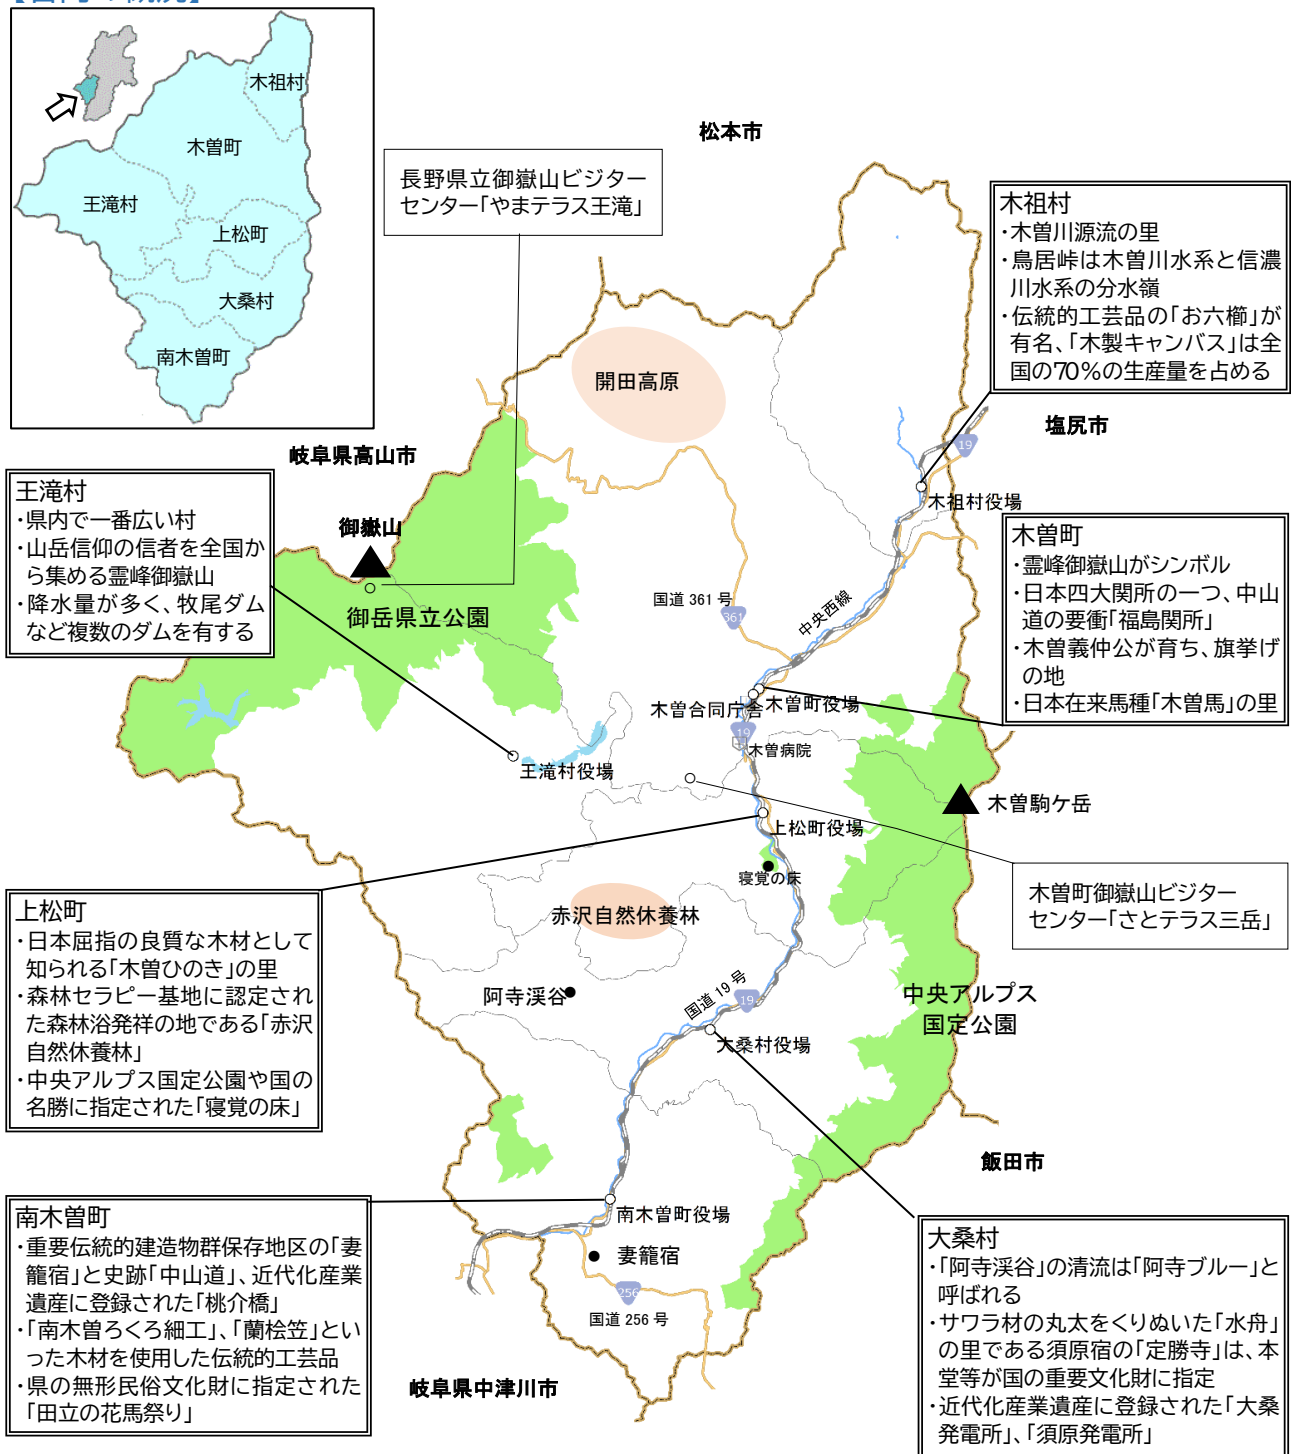 木祖村
木曽町
王滝村
上松町
大桑村
南木曽町
松本市
長野県立御嶽山ビジター
センター「やまテラス王滝」
木祖村
・木曽川源流の里
・鳥居峠は木曽川水系と信濃
川水系の分水嶺
・伝統的工芸品の「お六櫛」が
有名、「木製キャンバス」は全
国の70%の生産量を占める
開田高原
塩尻市
19
岐阜県高山市
木祖村役場
王滝村
・県内で一番広い村
・山岳信仰の信者を全国か
ら集める霊峰御嶽山
・降水量が多く、牧尾ダム
など複数のダムを有する
御嶽山
御岳県立公園
国道 361 号
361
中央西線
木曽町
・霊峰御嶽山がシンボル
・日本四大関所の一つ、中山
道の要衝「福島関所」
・木曽義仲公が育ち、旗挙げ
の地
・日本在来馬種「木曽馬」の里
木曽合同庁舎
木曽町役場
19
木曽病院
王滝村役場
木曽駒ケ岳
上松町役場
寝覚の床
木曽町御嶽山ビジター
センター「さとテラス三岳」
上松町
・日本屈指の良質な木材として
知られる「木曽ひのき」の里
・森林セラピー基地に認定され
た森林浴発祥の地である「赤沢
自然休養林」
・中央アルプス国定公園や国の
名勝に指定された「寝覚の床」
赤沢自然休養林
阿寺渓谷
国道 19 号
19
中央アルプス
国定公園
大桑村役場
飯田市
南木曽町
・重要伝統的建造物群保存地区の「妻
籠宿」と史跡「中山道」、近代化産業
遺産に登録された「桃介橋」
・「南木曽ろくろ細工」、「蘭桧笠」とい
った木材を使用した伝統的工芸品
・県の無形民俗文化財に指定された
「田立の花馬祭り」
南木曽町役場
妻籠宿
256
国道 256 号
岐阜県中津川市
大桑村
・「阿寺渓谷」の清流は「阿寺ブルー」と
呼ばれる
・サワラ材の丸太をくりぬいた「水舟」
の里である須原宿の「定勝寺」は、本
堂等が国の重要文化財に指定
・近代化産業遺産に登録された「大桑
発電所」、「須原発電所」